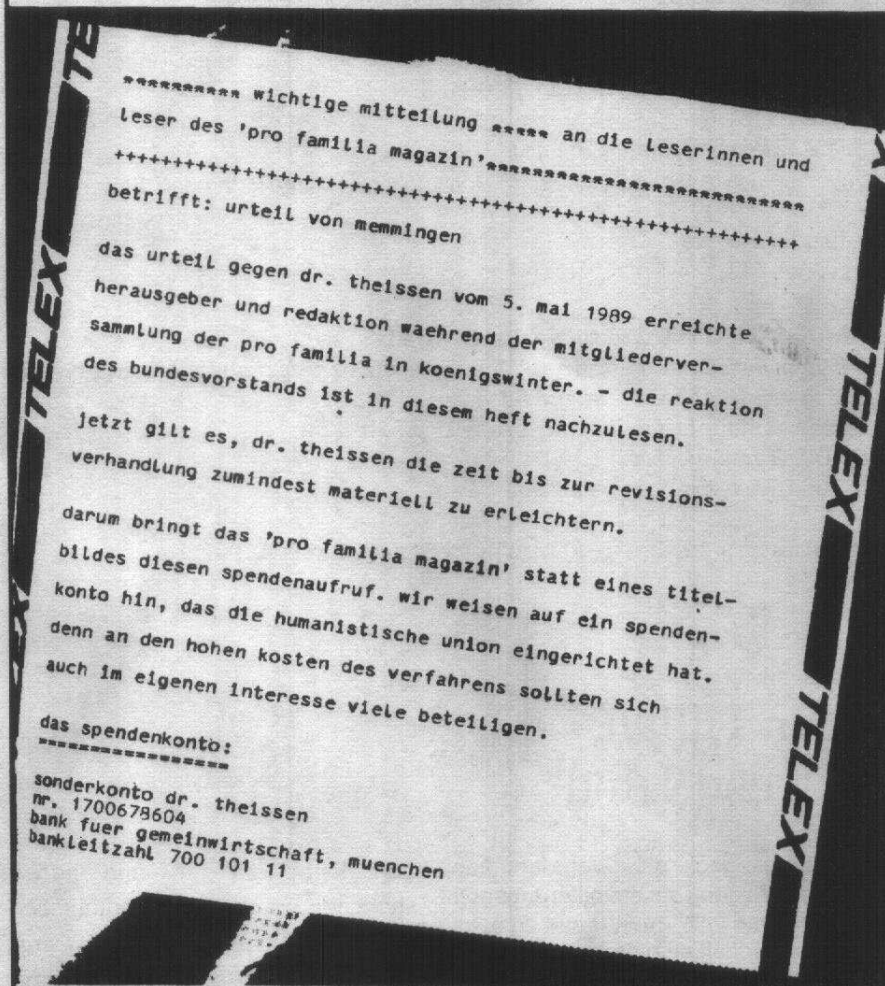 ********** wichtige mitteilung ***** an die leserinnen und
leser des 'pro familia magazin'***************************
+++++++++++++++++++++++++++++++++++++++++++++++++++++++++
betrifft: urteil von memmingen
das urteil gegen dr. theissen vom 5. mai 1989 erreichte
herausgeber und redaktion waehrend der mitgliederver-
sammlung der pro familia in koenigswinter. - die reaktion
des bundesvorstands ist in diesem heft nachzulesen.
jetzt gilt es, dr. theissen die zeit bis zur revisions-
verhandlung zumindest materiell zu erleichtern.
darum bringt das 'pro familia magazin' statt eines titel-
bildes diesen spendenaufruf. wir weisen auf ein spenden-
konto hin, das die humanistische union eingerichtet hat.
denn an den hohen kosten des verfahrens sollten sich
auch im eigenen interesse viele beteiligen.
das spendenkonto:
=================
sonderkonto dr. theissen
nr. 1700678604
bank fuer gemeinwirtschaft, muenchen
bankleitzahl 700 101 11
TE
TELEX
EX
X
TELEX
TELEX